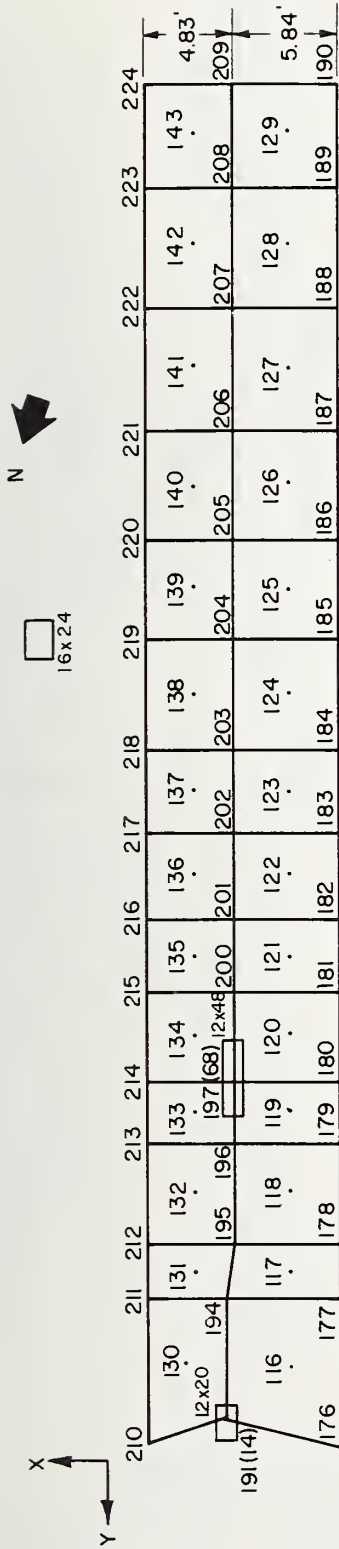 N
16x24
X
Y
210 211 212 213 214 215 216 217 218 219 220 221 222 223 224
130 131 132 133 134 135 136 137 138 139 140 141 142 143
4.83'
12x20
12x48
191(14) 194 195 196 197(68) 200 201 202 203 204 205 206 207 208 209
116 117 118 119 120 121 122 123 124 125 126 127 128 129
5.84'
176 177 178 179 180 181 182 183 184 185 186 187 188 189 190